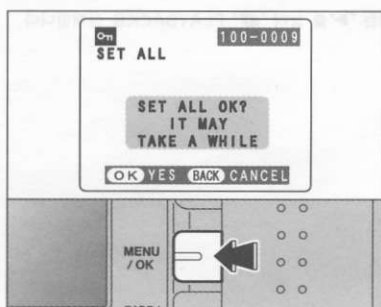 100-0009
SET ALL
SET ALL OK?
IT MAY
TAKE A WHILE
OK YES BACK CANCEL
MENU
/ OK